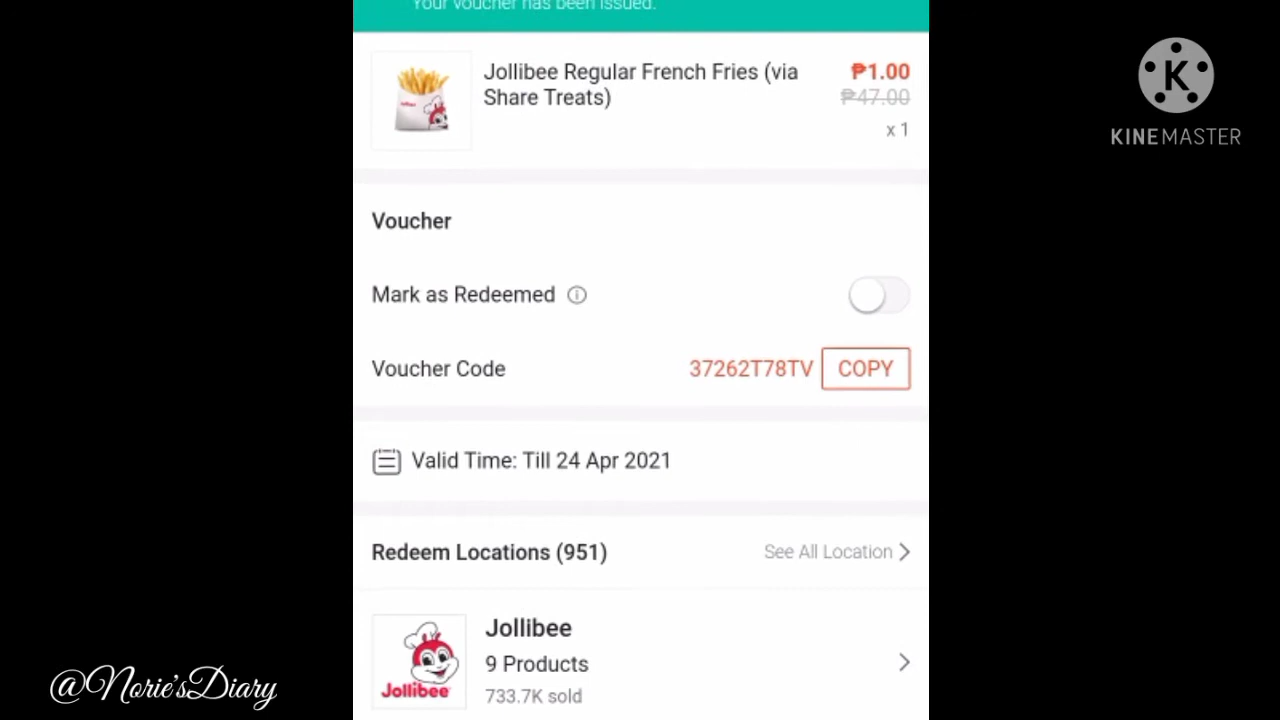 Your voucher has been issued.
Jollibee Regular French Fries (via
Share Treats)
₱1.00
₱47.00
x 1
K
KINEMASTER
Voucher
Mark as Redeemed
Voucher Code
37262T78TV
COPY
Valid Time: Till 24 Apr 2021
Redeem Locations (951)
See All Location
Jollibee
9 Products
733.7K sold
Jollibee
@Norie'sDiary